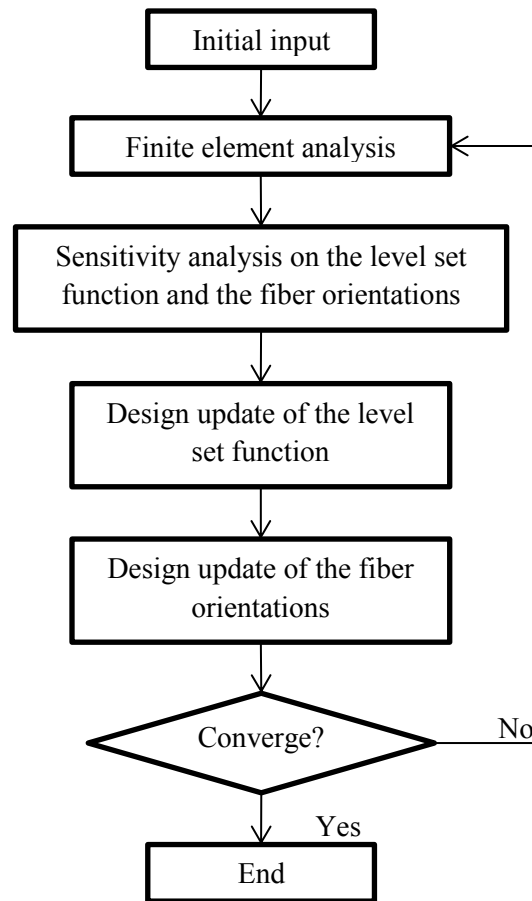 Initial input
Finite element analysis
Sensitivity analysis on the level set
function and the fiber orientations
Design update of the level
set function
Design update of the fiber
orientations
Converge?
No
Yes
End